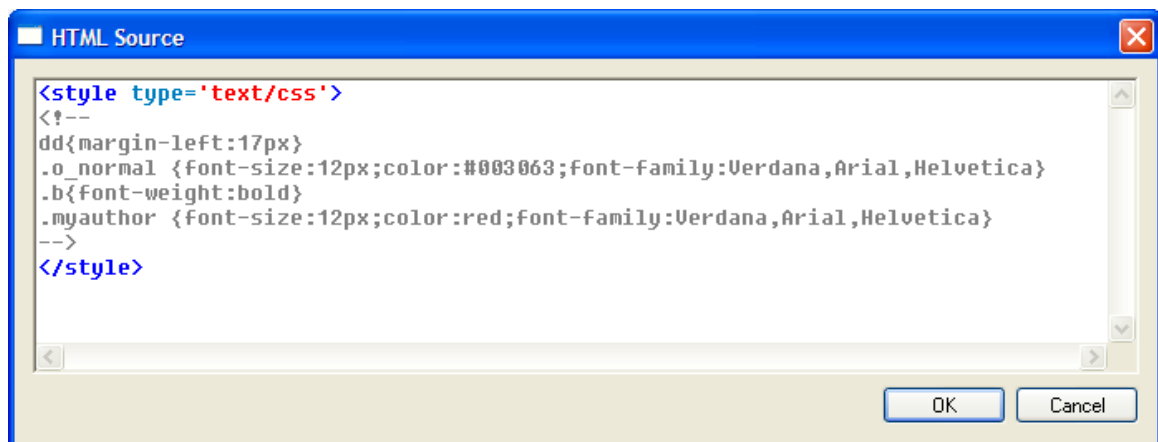 HTML Source
<style type='text/css'>
<!--
dd{margin-left:17px}
.o_normal {font-size:12px;color:#003063;font-family:Verdana,Arial,Helvetica}
.b{font-weight:bold}
.myauthor {font-size:12px;color:red;font-family:Verdana,Arial,Helvetica}
-->
</style>
OK
Cancel